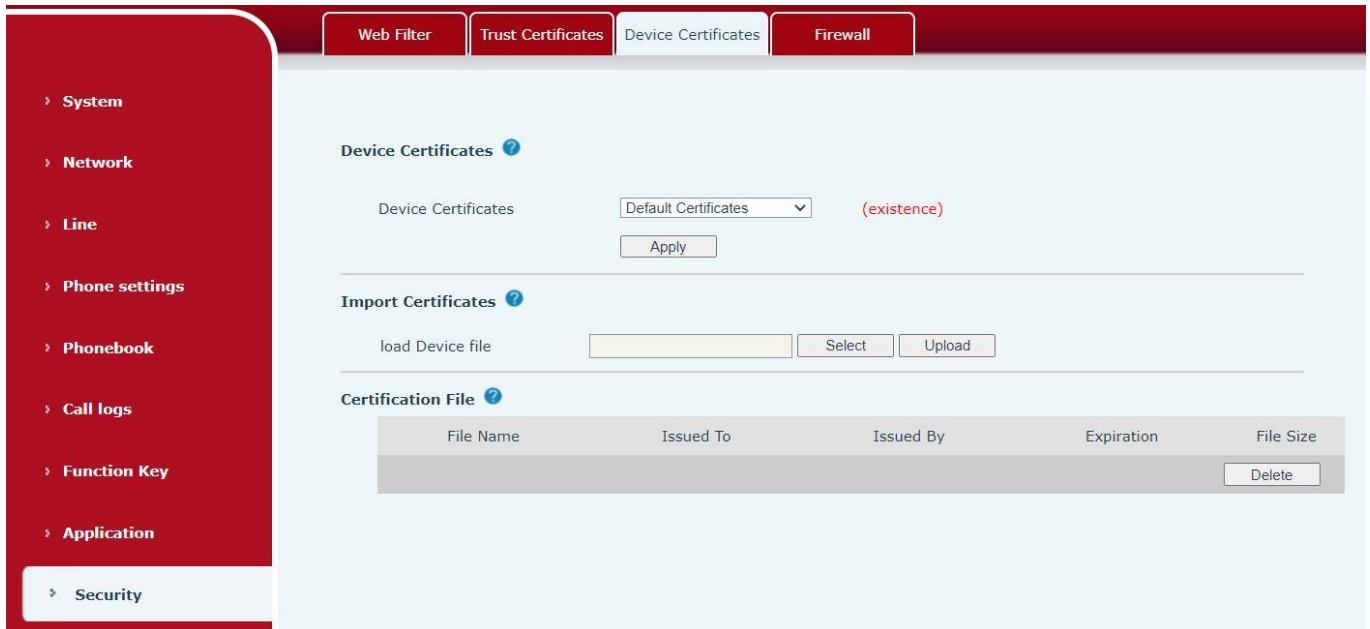 Web Filter Trust Certificates Device Certificates Firewall
System
Network
Line
Phone settings
Phonebook
Call logs
Function Key
Application
Security
Device Certificates ?
Device Certificates Default Certificates (existence)
Apply
Import Certificates ?
load Device file Select Upload
Certification File ?
File Name Issued To Issued By Expiration File Size
Delete